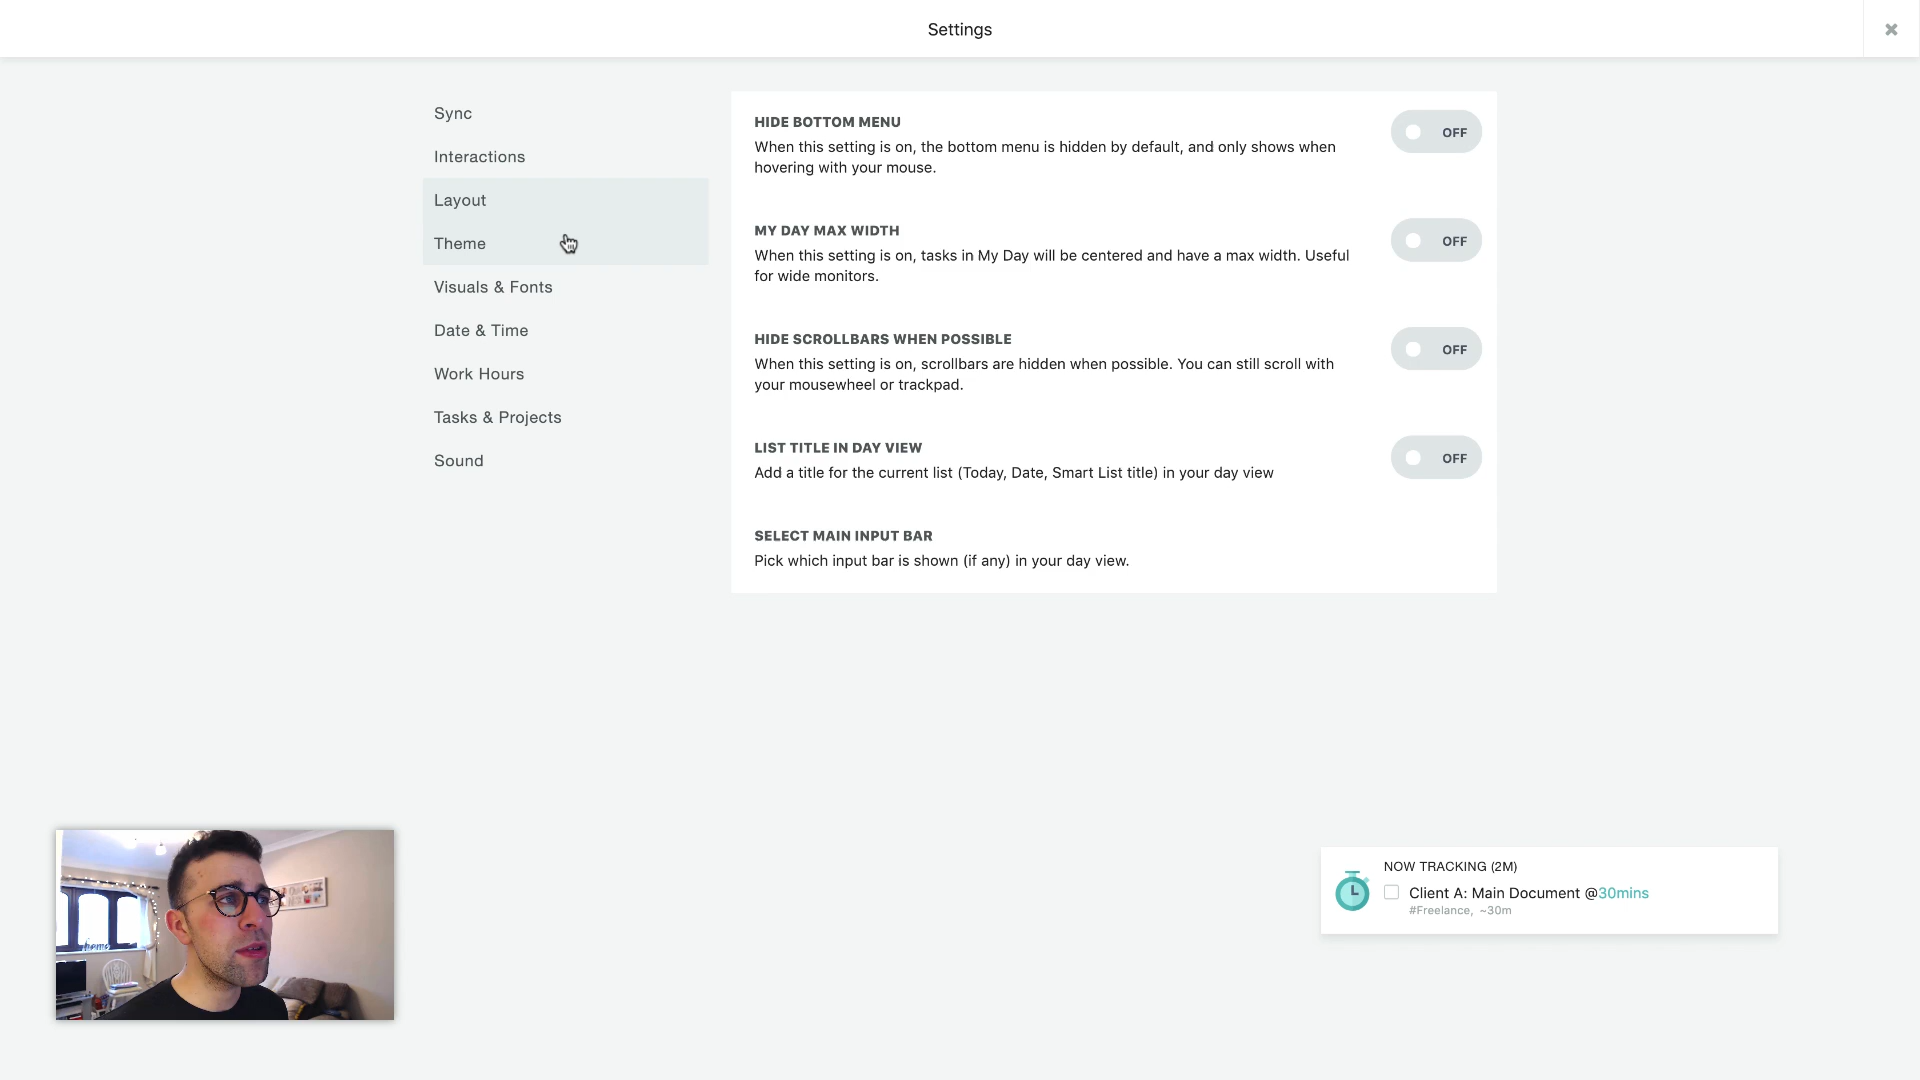 Settings
Sync
Interactions
Layout
Theme
Visuals & Fonts
Date & Time
Work Hours
Tasks & Projects
Sound
HIDE BOTTOM MENU
When this setting is on, the bottom menu is hidden by default, and only shows when
hovering with your mouse.
OFF
MY DAY MAX WIDTH
When this setting is on, tasks in My Day will be centered and have a max width. Useful
for wide monitors.
OFF
HIDE SCROLLBARS WHEN POSSIBLE
When this setting is on, scrollbars are hidden when possible. You can still scroll with
your mousewheel or trackpad.
OFF
LIST TITLE IN DAY VIEW
Add a title for the current list (Today, Date, Smart List title) in your day view
OFF
SELECT MAIN INPUT BAR
Pick which input bar is shown (if any) in your day view.
NOW TRACKING (2M)
Client A: Main Document @30mins
#Freelance, ~30m